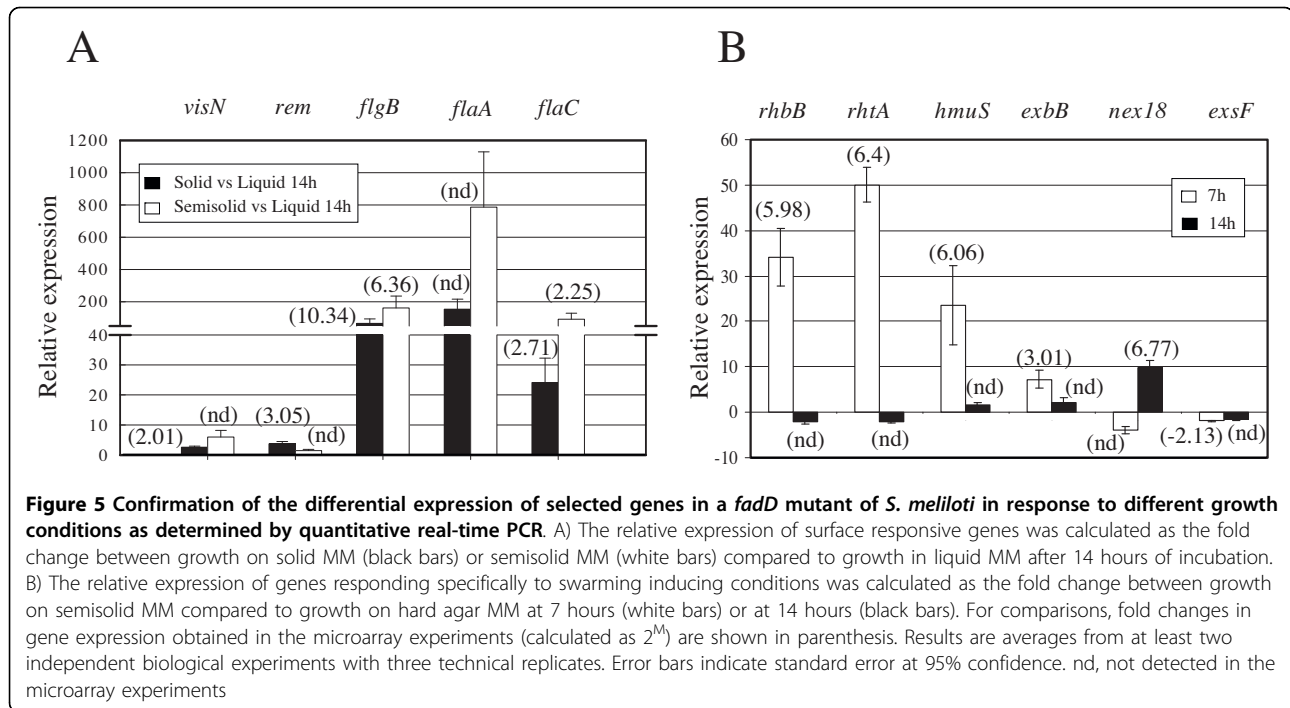 A
B
visN rem flgB flaA flaC
rhbB rhtA hmuS exbB nex18 exsF
1200
1000
800
600
400
200
40
30
20
10
0
Relative expression
Solid vs Liquid 14h
Semisolid vs Liquid 14h
(2.01)
(nd)
(3.05)
(nd)
(10.34)
(6.36)
(nd)
(nd)
(2.71)
(2.25)
60
50
40
30
20
10
0
-10
Relative expression
7h
14h
(5.98)
(nd)
(6.4)
(nd)
(6.06)
(nd)
(3.01)
(nd)
(nd)
(6.77)
(-2.13)
(nd)
Figure 5 Confirmation of the differential expression of selected genes in a fadD mutant of S. meliloti in response to different growth
conditions as determined by quantitative real-time PCR. A) The relative expression of surface responsive genes was calculated as the fold
change between growth on solid MM (black bars) or semisolid MM (white bars) compared to growth in liquid MM after 14 hours of incubation.
B) The relative expression of genes responding specifically to swarming inducing conditions was calculated as the fold change between growth
on semisolid MM compared to growth on hard agar MM at 7 hours (white bars) or at 14 hours (black bars). For comparisons, fold changes in
gene expression obtained in the microarray experiments (calculated as 2^M) are shown in parenthesis. Results are averages from at least two
independent biological experiments with three technical replicates. Error bars indicate standard error at 95% confidence. nd, not detected in the
microarray experiments